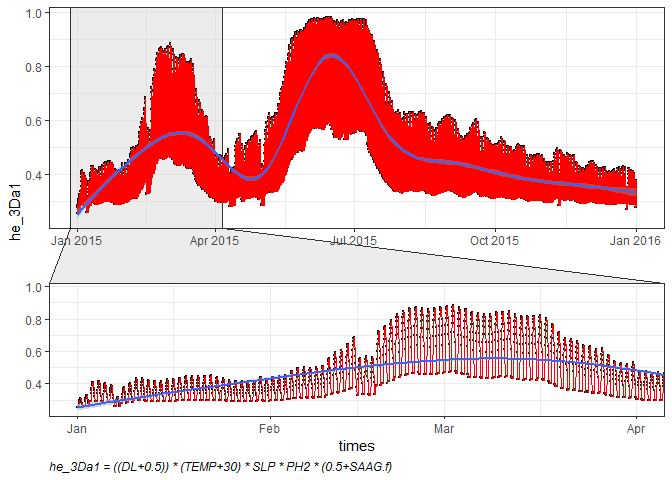 1.0
0.8
0.6
0.4
he_3Da1
Jan 2015 Apr 2015 Jul 2015 Oct 2015 Jan 2016
1.0
0.8
0.6
0.4
Jan Feb Mar Apr
times
he_3Da1 = ((DL+0.5)) * (TEMP+30) * SLP * PH2 * (0.5+SAAG.f)